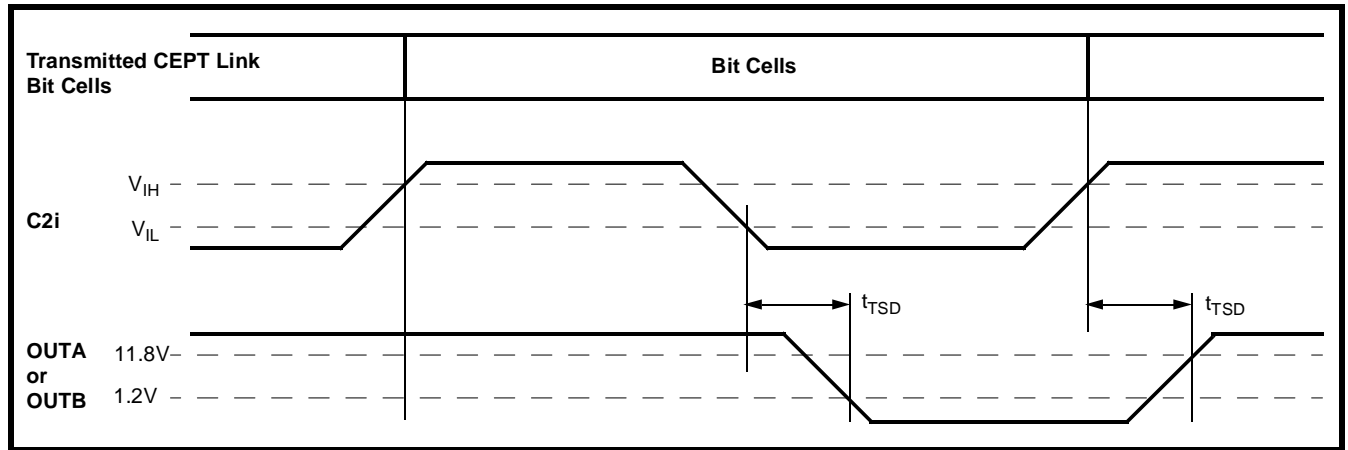 Transmitted CEPT Link
Bit Cells
Bit Cells
VIH
C2i
VIL
tTSD
tTSD
OUTA
or
OUTB
11.8V
1.2V